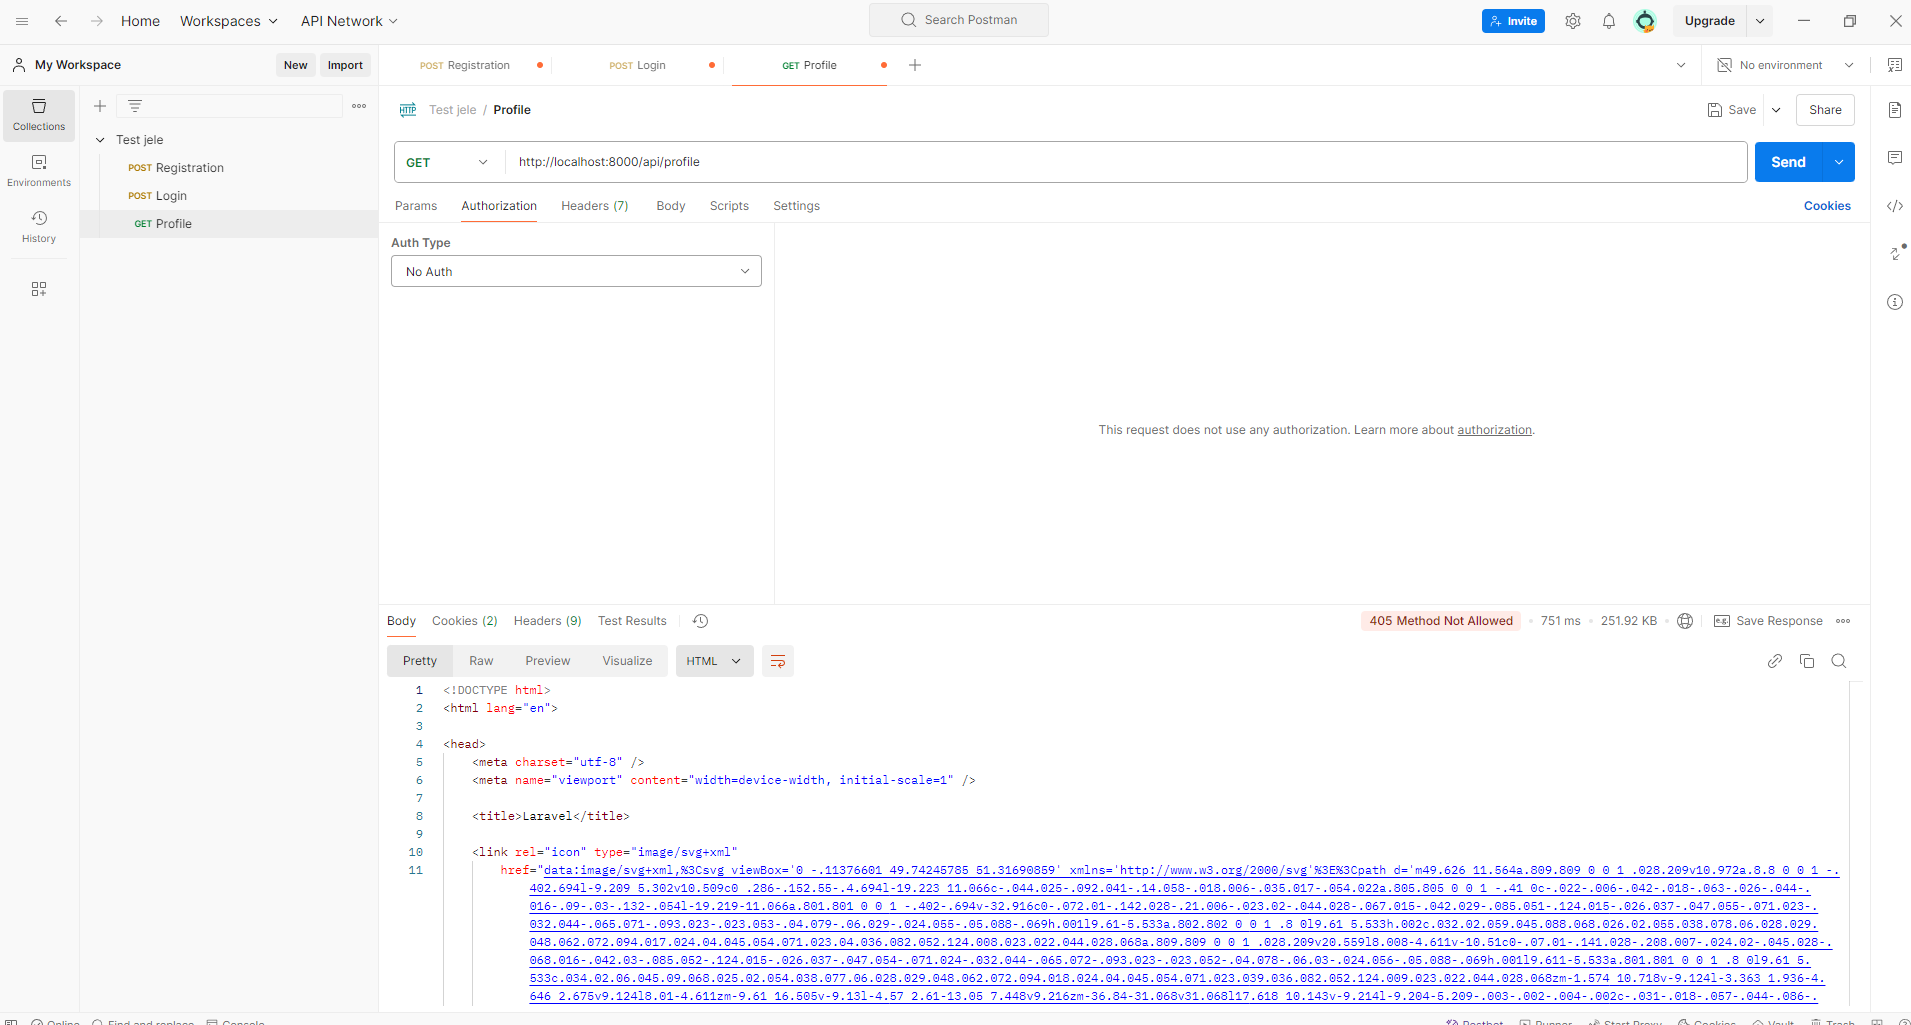 Home
Workspaces
API Network
Search Postman
Invite
Upgrade
My Workspace
New
Import
POST Registration
POST Login
GET Profile
No environment
Collections
Environments
History
Test jele
POST Registration
POST Login
GET Profile
HTTP
Test jele / Profile
Save
Share
GET
http://localhost:8000/api/profile
Send
Params
Authorization
Headers (7)
Body
Scripts
Settings
Cookies
Auth Type
No Auth
This request does not use any authorization. Learn more about authorization.
Body
Cookies (2)
Headers (9)
Test Results
405 Method Not Allowed
751 ms
251.92 KB
e.g.
Save Response
Pretty
Raw
Preview
Visualize
HTML
1 <!DOCTYPE html>
2 <html lang="en">
3
4 <head>
5 <meta charset="utf-8" />
6 <meta name="viewport" content="width=device-width, initial-scale=1" />
7
8 <title>Laravel</title>
9
10 <link rel="icon" type="image/svg+xml"
11 href="data:image/svg+xml,%3Csvg viewBox='0 -.11376601 49.74245785 51.31690859' xmlns='http://www.w3.org/2000/svg'%3E%3Cpath d='m49.626 11.564a.809.809 0 0 1 .028.209v10.972a.8.8 0 0 1 -.
402.694l-9.209 5.302v10.509c0 .286-.152.55-.4.694l-19.223 11.066c-.044.025-.092.041-.14.058-.018.006-.035.017-.054.022a.805.805 0 0 1 -.41 0c-.022-.006-.042-.018-.063-.026-.044-.
016-.09-.03-.132-.054l-19.219-11.066a.801.801 0 0 1 -.402-.694v-32.916c0-.072.01-.142.028-.21.006-.023.02-.044.028-.067.015-.042.029-.085.051-.124.015-.026.037-.047.055-.071.023-.
032.044-.065.071-.093.023-.023.053-.04.079-.06.029-.024.055-.05.088-.069h.001l9.61-5.533a.802.802 0 0 1 .8 0l9.61 5.533h.002c.032.02.059.045.088.068.026.02.055.038.078.06.028.029.
048.062.072.094.017.024.04.045.054.071.023.04.036.082.052.124.008.023.022.044.028.068a.809.809 0 0 1 .028.209v20.559l8.008-4.611v-10.51c0-.07.01-.141.028-.208.007-.024.02-.045.028-.
068.016-.042.03-.085.052-.124.015-.026.037-.047.054-.071.024-.032.044-.065.072-.093.023-.023.052-.04.078-.06.03-.024.056-.05.088-.069h.001l9.611-5.533a.801.801 0 0 1 .8 0l9.61 5.
533c.034.02.06.045.09.068.025.02.054.038.077.06.028.029.048.062.072.094.018.024.04.045.054.071.023.039.036.082.052.124.009.023.022.044.028.068zm-1.574 10.718v-9.124l-3.363 1.936-4.
646 2.675v9.124l8.01-4.611zm-9.61 16.505v-9.13l-4.57 2.61-13.05 7.448v9.216zm-36.84-31.068v31.068l17.618 10.143v-9.214l-9.204-5.209-.003-.002-.004-.002c-.031-.018-.057-.044-.086-.
Online
Find and replace
Console
Postbot
Runner
Start Proxy
Cookies
Vault
Trash